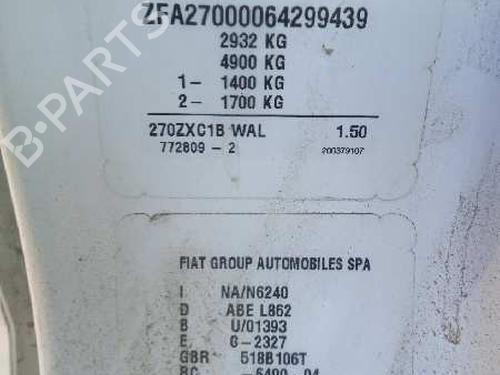 ZFA27000064299439
2932 KG
4900 KG
1- 1400 KG
2- 1700 KG
270ZXC1B WAL 1.50
772809 - 2 200379107
FIAT GROUP AUTOMOBILES SPA
I NA/N6240
D ABE L862
B U/01393
E G-2327
GBR 518B106T